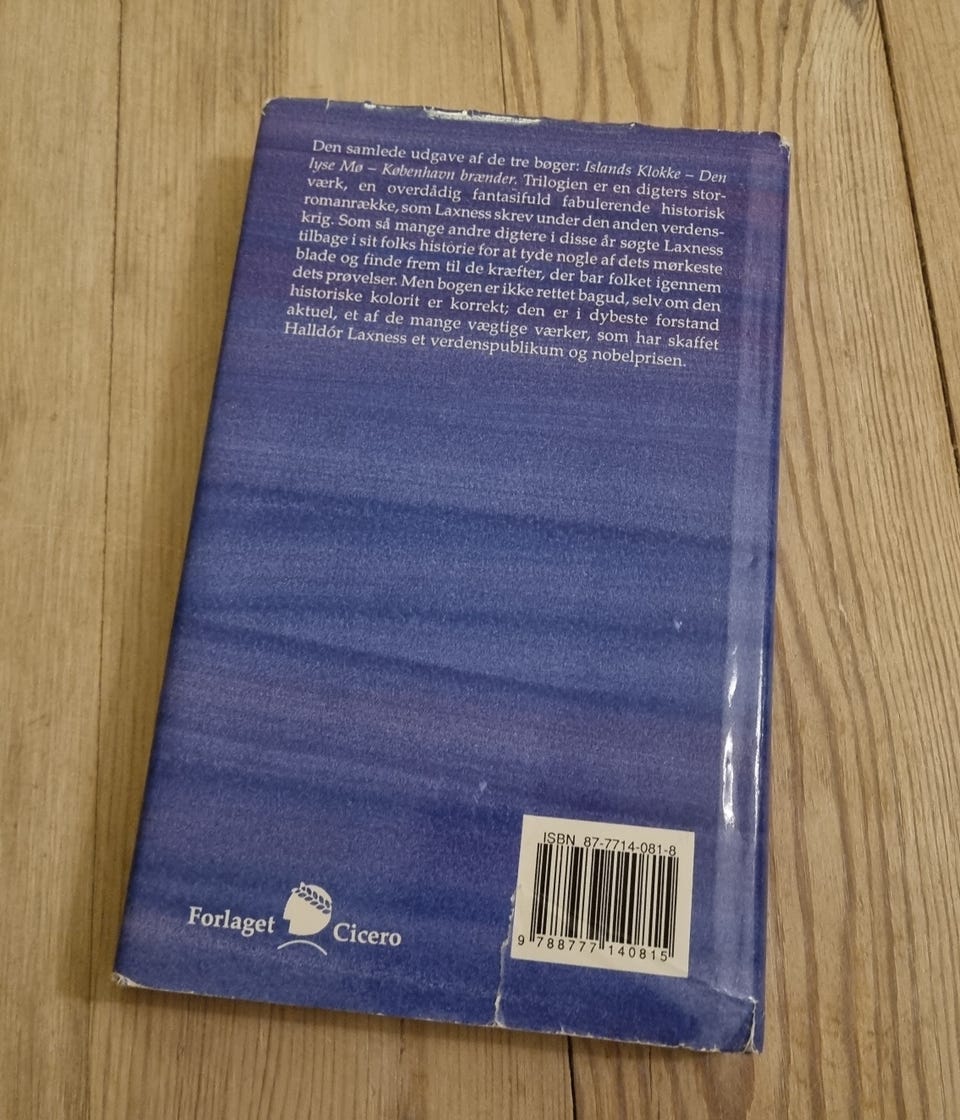 Den samlede udgave af de tre bøger: Islands Klokke – Den
lyse Mø – København brænder. Trilogien er en digters stor-
værk, en overdådig fantasifuld fabulerende historisk
romanrække, som Laxness skrev under den anden verdens-
krig. Som så mange andre digtere i disse år søgte Laxness
tilbage i sit folks historie for at tyde nogle af dets mørkeste
blade og finde frem til de kræfter, der bar folket igennem
dets prøvelser. Men bogen er ikke rettet bagud, selv om den
historiske kolorit er korrekt; den er i dybeste forstand
aktuel, et af de mange vægtige værker, som har skaffet
Halldór Laxness et verdenspublikum og nobelprisen.
ISBN 87-7714-081-8
9 788777 140815
Forlaget Cicero